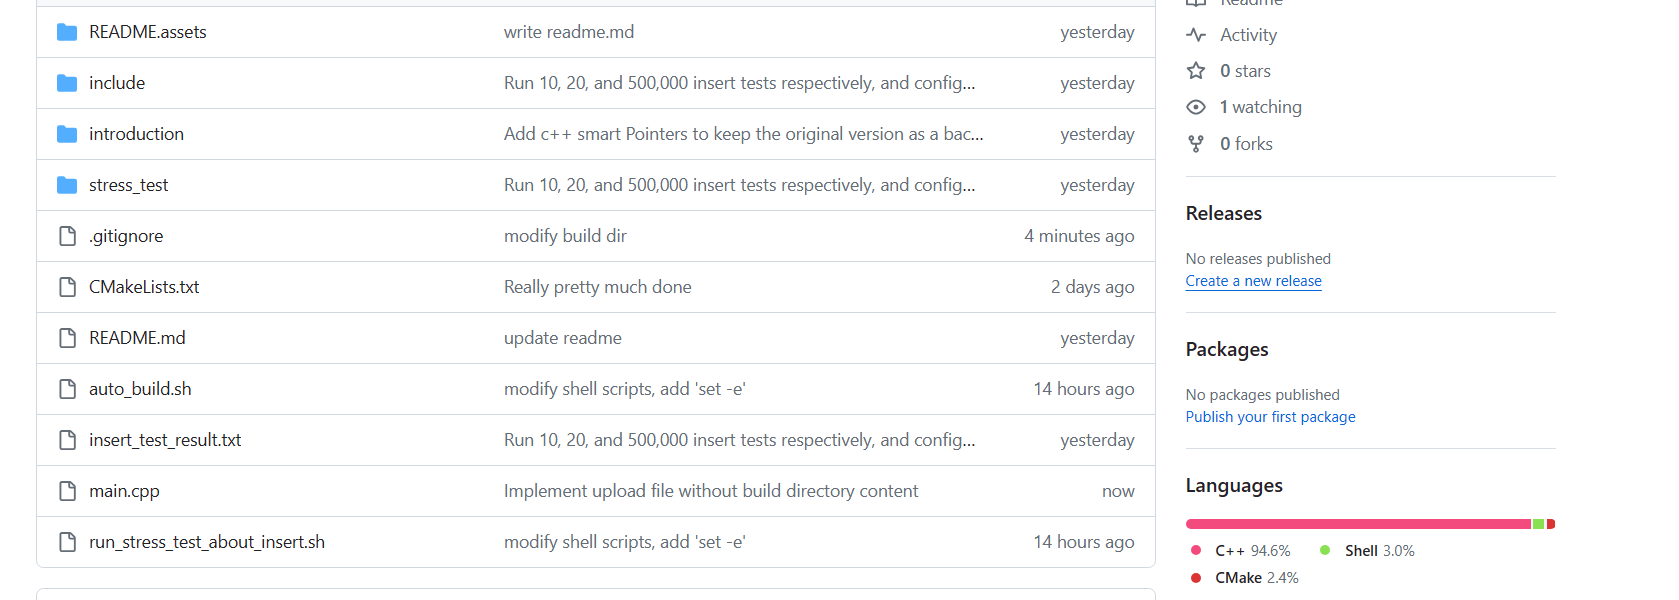 README.assets write readme.md yesterday
include Run 10, 20, and 500,000 insert tests respectively, and config... yesterday
introduction Add c++ smart Pointers to keep the original version as a bac... yesterday
stress_test Run 10, 20, and 500,000 insert tests respectively, and config... yesterday
.gitignore modify build dir 4 minutes ago
CMakeLists.txt Really pretty much done 2 days ago
README.md update readme yesterday
auto_build.sh modify shell scripts, add 'set -e' 14 hours ago
insert_test_result.txt Run 10, 20, and 500,000 insert tests respectively, and config... yesterday
main.cpp Implement upload file without build directory content now
run_stress_test_about_insert.sh modify shell scripts, add 'set -e' 14 hours ago
Readme
Activity
0 stars
1 watching
0 forks
Releases
No releases published
Create a new release
Packages
No packages published
Publish your first package
Languages
C++ 94.6% Shell 3.0%
CMake 2.4%